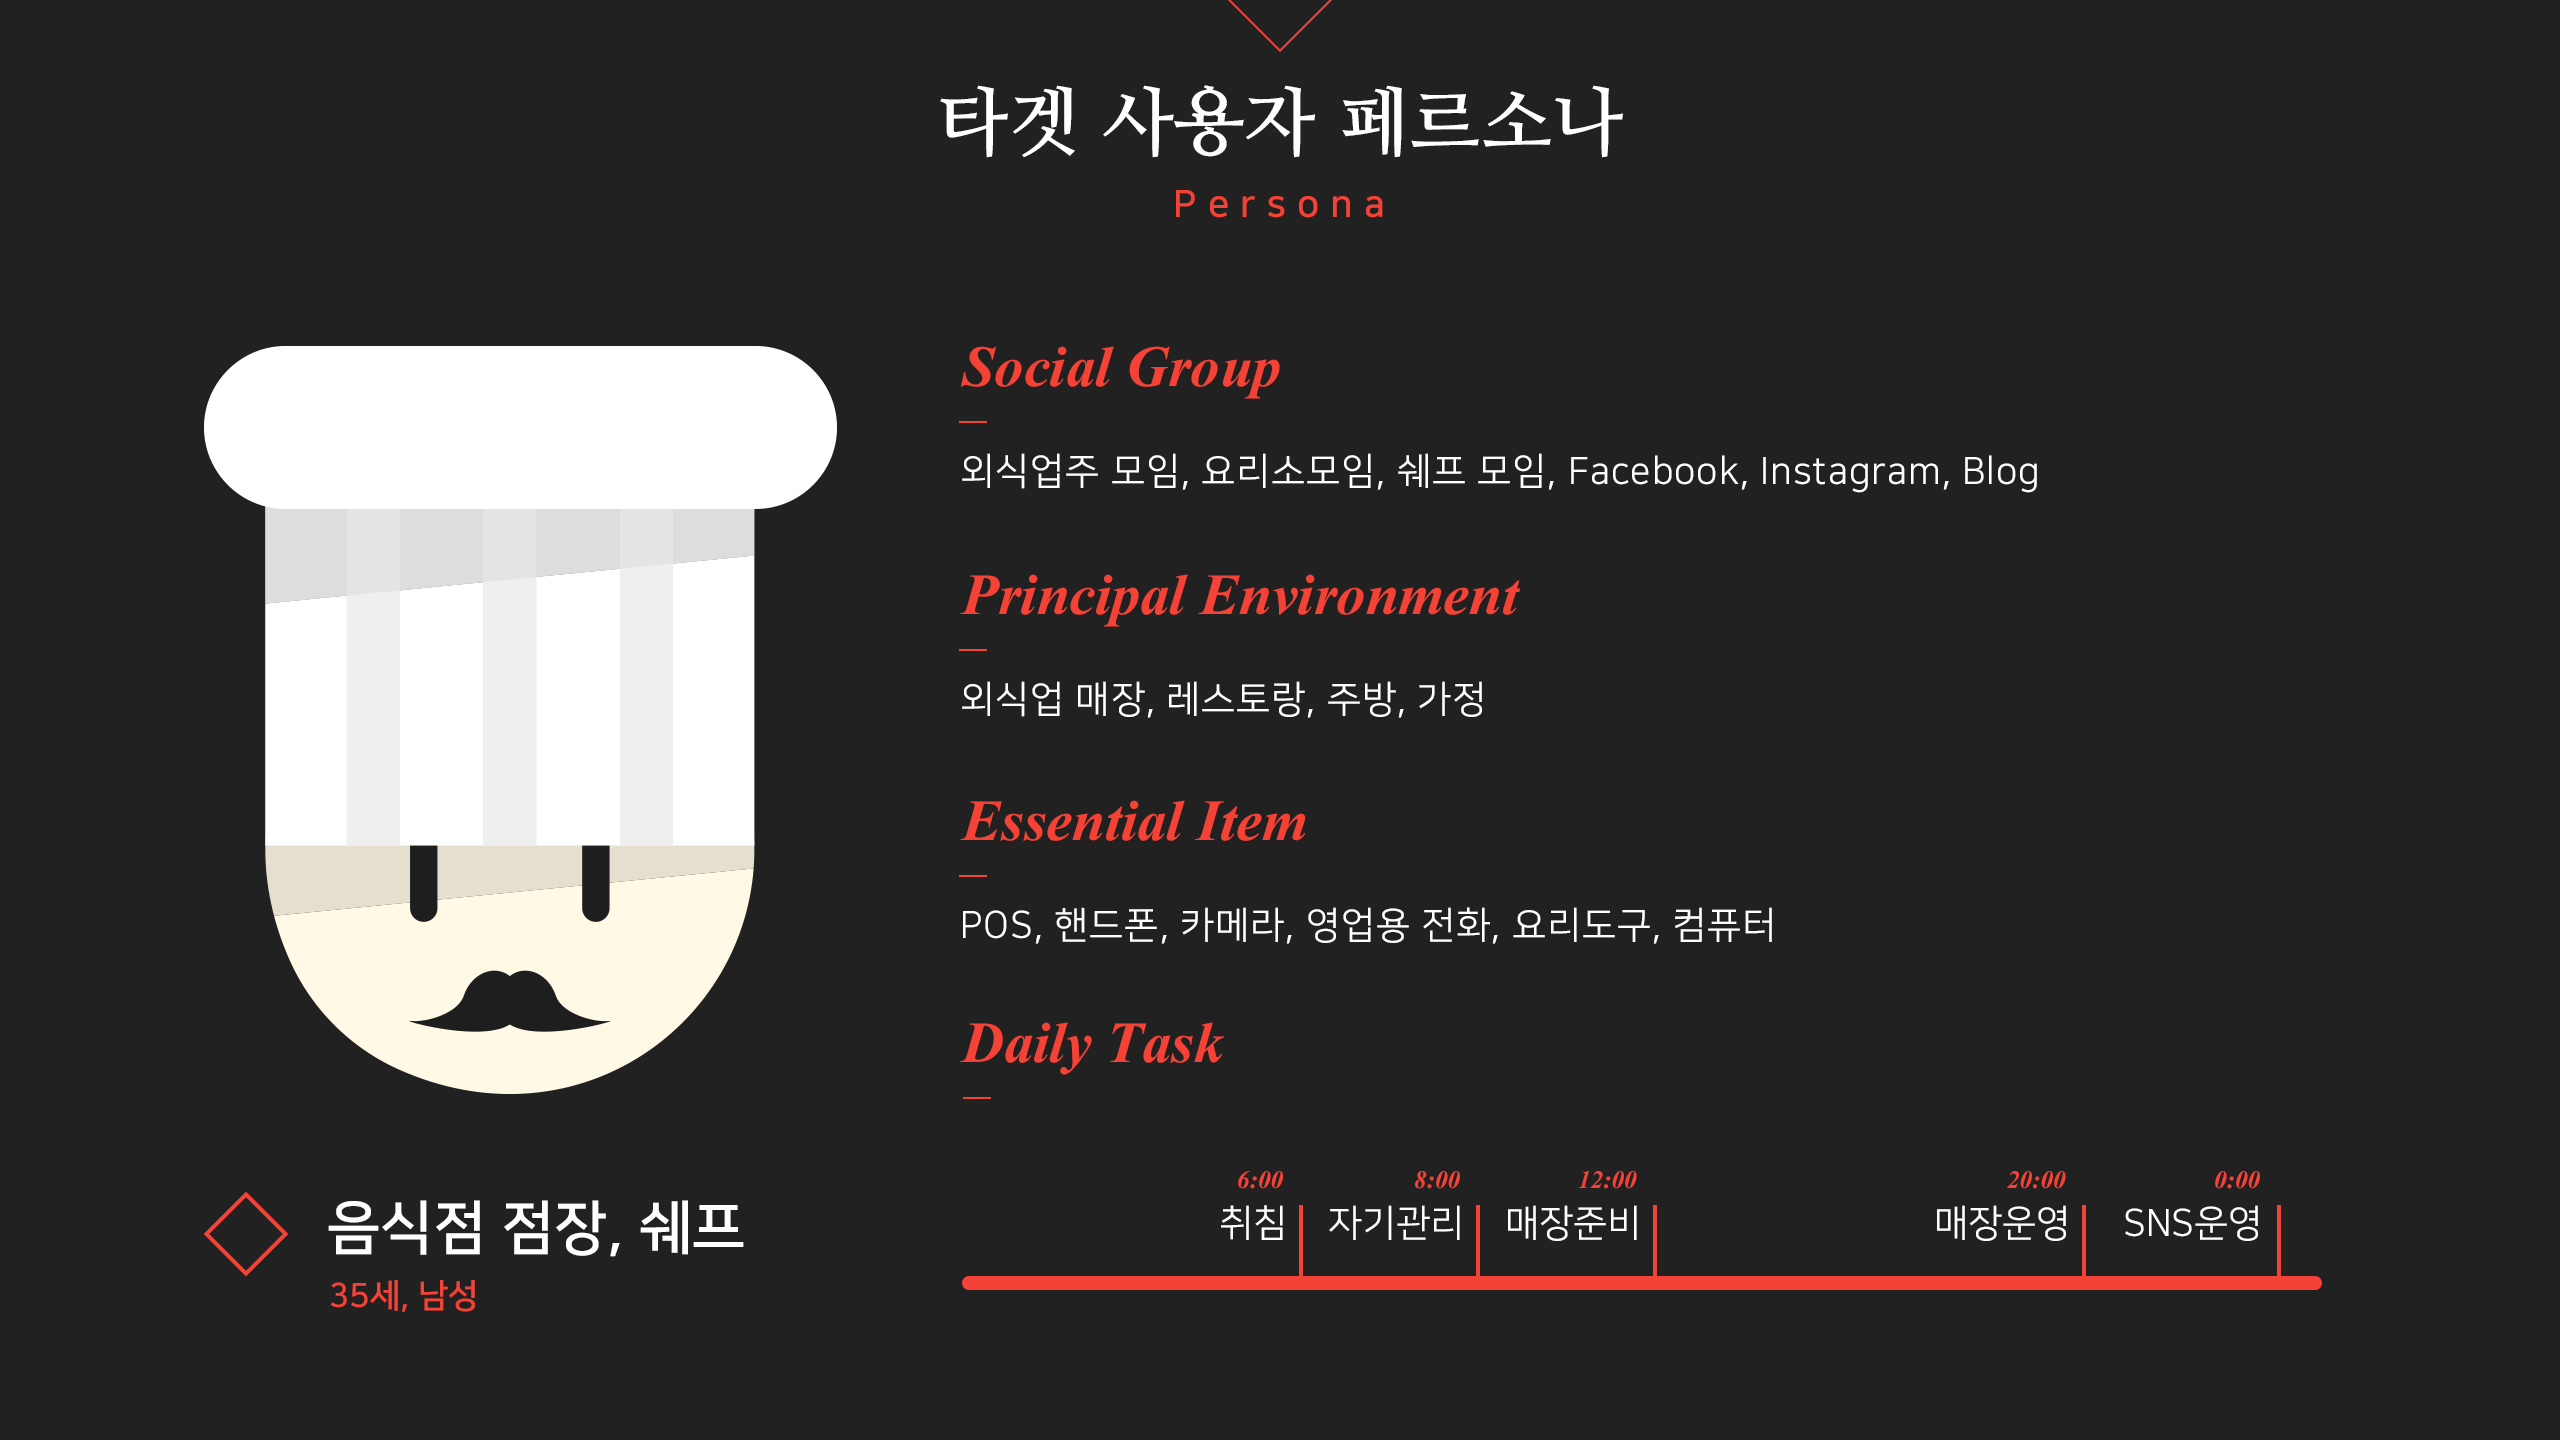 타겟 사용자 페르소나
Persona
Social Group
외식업주 모임, 요리소모임, 쉐프 모임, Facebook, Instagram, Blog
Principal Environment
외식업 매장, 레스토랑, 주방, 가정
Essential Item
POS, 핸드폰, 카메라, 영업용 전화, 요리도구, 컴퓨터
Daily Task
6:00 8:00 12:00 20:00 0:00
취침 자기관리 매장준비 매장운영 SNS운영
음식점 점장, 쉐프
35세, 남성